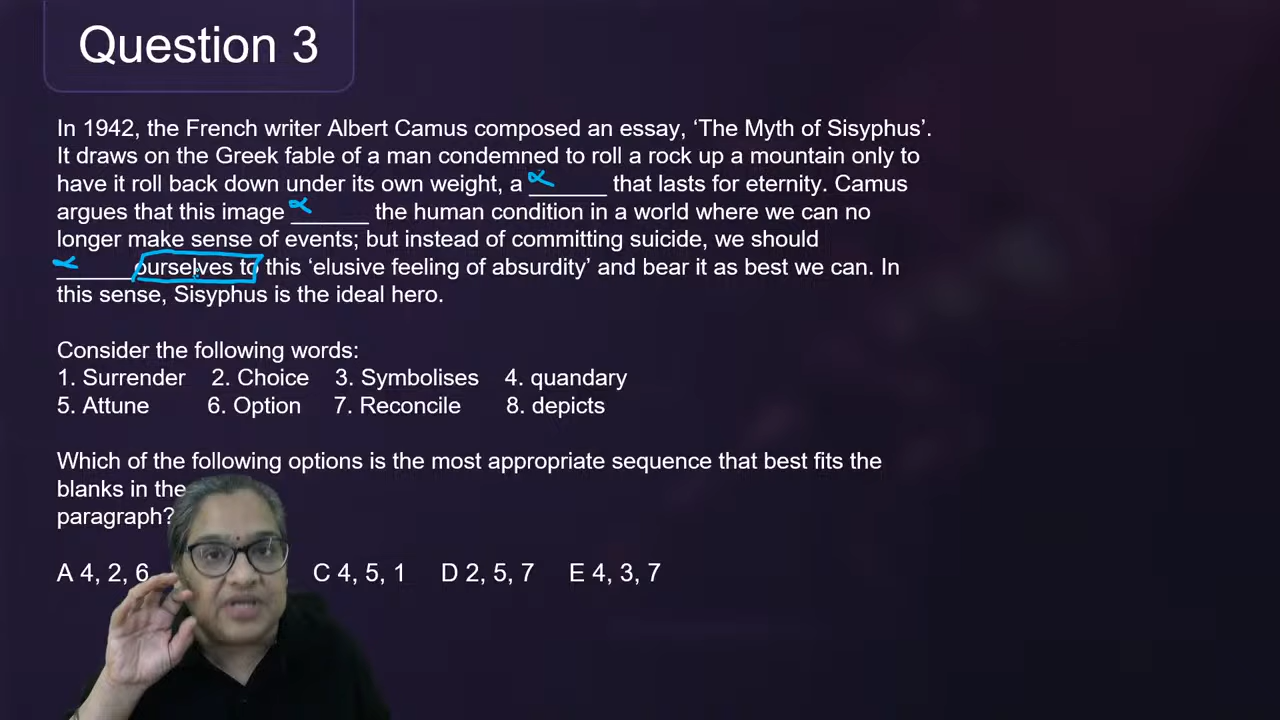 Question 3
In 1942, the French writer Albert Camus composed an essay, ‘The Myth of Sisyphus’.
It draws on the Greek fable of a man condemned to roll a rock up a mountain only to
have it roll back down under its own weight, a ______ that lasts for eternity. Camus
argues that this image ______ the human condition in a world where we can no
longer make sense of events; but instead of committing suicide, we should
______ ourselves to this ‘elusive feeling of absurdity’ and bear it as best we can. In
this sense, Sisyphus is the ideal hero.
Consider the following words:
1. Surrender 2. Choice 3. Symbolises 4. quandary
5. Attune 6. Option 7. Reconcile 8. depicts
Which of the following options is the most appropriate sequence that best fits the
blanks in the
paragraph?
A 4, 2, 6 C 4, 5, 1 D 2, 5, 7 E 4, 3, 7